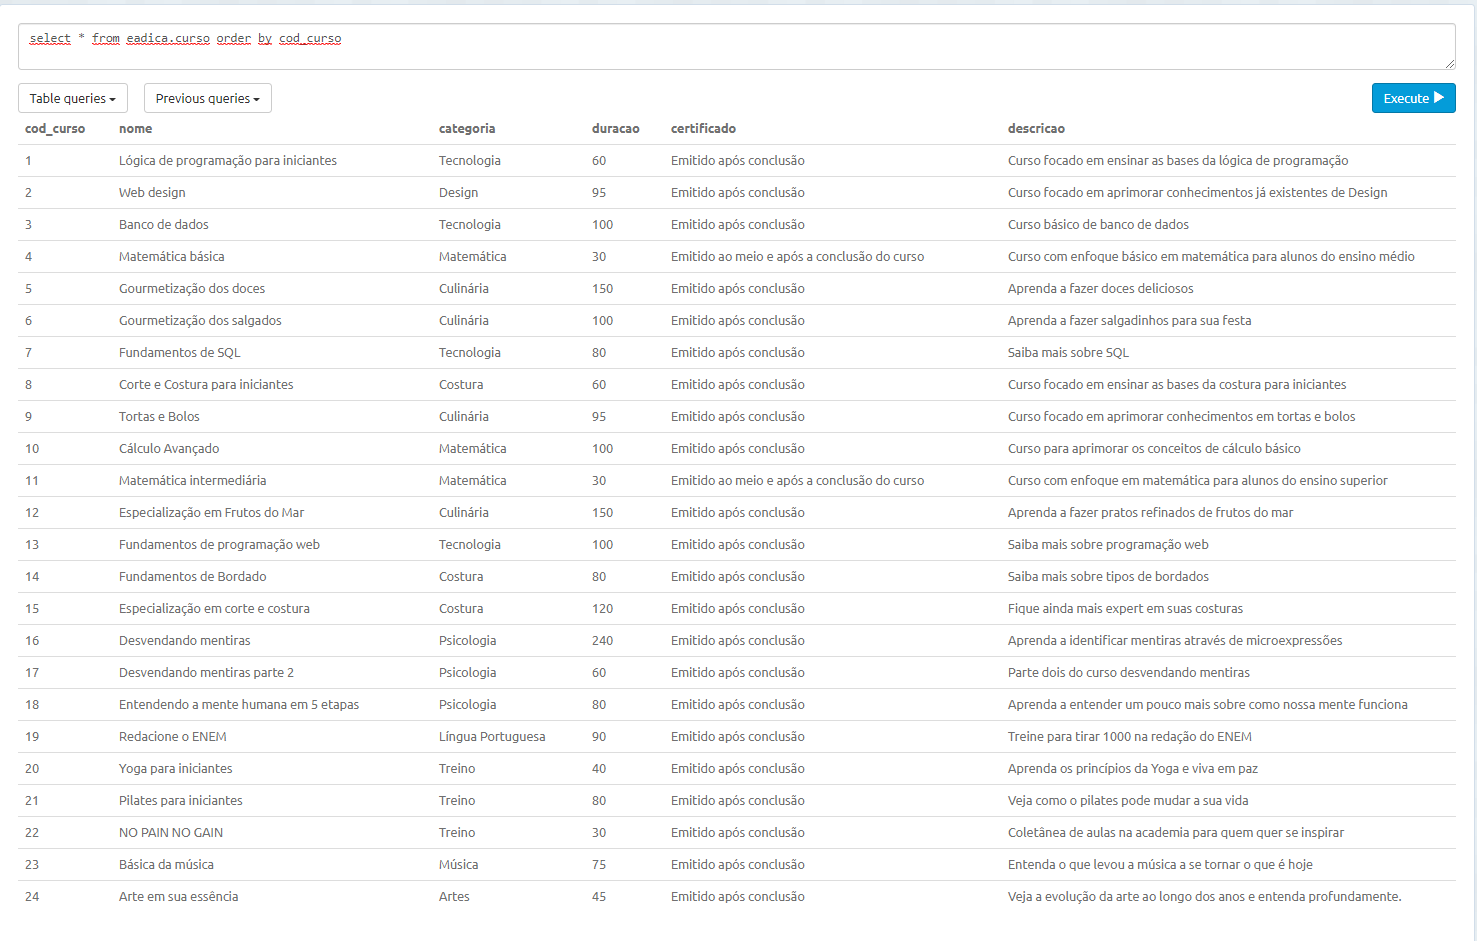 select * from eadica.curso order by cod_curso
Table queries Previous queries Execute
cod_curso nome categoria duracao certificado descricao
1 Lógica de programação para iniciantes Tecnologia 60 Emitido após conclusão Curso focado em ensinar as bases da lógica de programação
2 Web design Design 95 Emitido após conclusão Curso focado em aprimorar conhecimentos já existentes de Design
3 Banco de dados Tecnologia 100 Emitido após conclusão Curso básico de banco de dados
4 Matemática básica Matemática 30 Emitido ao meio e após a conclusão do curso Curso com enfoque básico em matemática para alunos do ensino médio
5 Gourmetização dos doces Culinária 150 Emitido após conclusão Aprenda a fazer doces deliciosos
6 Gourmetização dos salgados Culinária 100 Emitido após conclusão Aprenda a fazer salgadinhos para sua festa
7 Fundamentos de SQL Tecnologia 80 Emitido após conclusão Saiba mais sobre SQL
8 Corte e Costura para iniciantes Costura 60 Emitido após conclusão Curso focado em ensinar as bases da costura para iniciantes
9 Tortas e Bolos Culinária 95 Emitido após conclusão Curso focado em aprimorar conhecimentos em tortas e bolos
10 Cálculo Avançado Matemática 100 Emitido após conclusão Curso para aprimorar os conceitos de cálculo básico
11 Matemática intermediária Matemática 30 Emitido ao meio e após a conclusão do curso Curso com enfoque em matemática para alunos do ensino superior
12 Especialização em Frutos do Mar Culinária 150 Emitido após conclusão Aprenda a fazer pratos refinados de frutos do mar
13 Fundamentos de programação web Tecnologia 100 Emitido após conclusão Saiba mais sobre programação web
14 Fundamentos de Bordado Costura 80 Emitido após conclusão Saiba mais sobre tipos de bordados
15 Especialização em corte e costura Costura 120 Emitido após conclusão Fique ainda mais expert em suas costuras
16 Desvendando mentiras Psicologia 240 Emitido após conclusão Aprenda a identificar mentiras através de microexpressões
17 Desvendando mentiras parte 2 Psicologia 60 Emitido após conclusão Parte dois do curso desvendando mentiras
18 Entendendo a mente humana em 5 etapas Psicologia 80 Emitido após conclusão Aprenda a entender um pouco mais sobre como nossa mente funciona
19 Redacione o ENEM Língua Portuguesa 90 Emitido após conclusão Treine para tirar 1000 na redação do ENEM
20 Yoga para iniciantes Treino 40 Emitido após conclusão Aprenda os princípios da Yoga e viva em paz
21 Pilates para iniciantes Treino 80 Emitido após conclusão Veja como o pilates pode mudar a sua vida
22 NO PAIN NO GAIN Treino 30 Emitido após conclusão Coletânea de aulas na academia para quem quer se inspirar
23 Básica da música Música 75 Emitido após conclusão Entenda o que levou a música a se tornar o que é hoje
24 Arte em sua essência Artes 45 Emitido após conclusão Veja a evolução da arte ao longo dos anos e entenda profundamente.